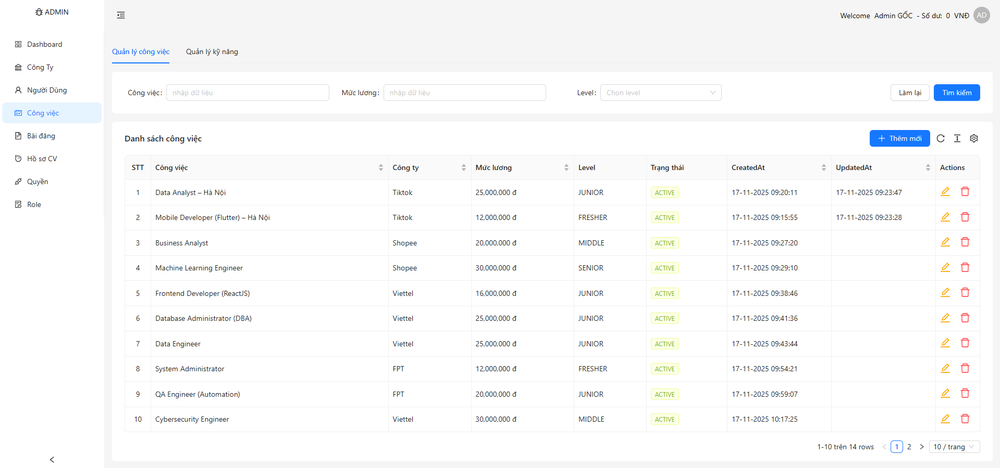 ADMIN
Welcome Admin GỐC - Số dư: 0 VNĐ AD
Dashboard
Công Ty
Người Dùng
Công việc
Bài đăng
Hồ sơ CV
Quyền
Role
Quản lý công việc Quản lý kỹ năng
Công việc: nhập dữ liệu Mức lương: nhập dữ liệu Level: Chọn level Làm lại Tìm kiếm
Danh sách công việc Thêm mới
STT Công việc Công ty Mức lương Level Trạng thái CreatedAt UpdatedAt Actions
1 Data Analyst – Hà Nội Tiktok 25,000,000 đ JUNIOR ACTIVE 17-11-2025 09:20:11 17-11-2025 09:23:47
2 Mobile Developer (Flutter) – Hà Nội Tiktok 12,000,000 đ FRESHER ACTIVE 17-11-2025 09:15:55 17-11-2025 09:23:28
3 Business Analyst Shopee 20,000,000 đ MIDDLE ACTIVE 17-11-2025 09:27:20
4 Machine Learning Engineer Shopee 30,000,000 đ SENIOR ACTIVE 17-11-2025 09:29:10
5 Frontend Developer (ReactJS) Viettel 16,000,000 đ JUNIOR ACTIVE 17-11-2025 09:38:46
6 Database Administrator (DBA) Viettel 25,000,000 đ JUNIOR ACTIVE 17-11-2025 09:41:36
7 Data Engineer Viettel 25,000,000 đ JUNIOR ACTIVE 17-11-2025 09:43:44
8 System Administrator FPT 12,000,000 đ FRESHER ACTIVE 17-11-2025 09:54:21
9 QA Engineer (Automation) FPT 20,000,000 đ JUNIOR ACTIVE 17-11-2025 09:59:07
10 Cybersecurity Engineer Viettel 30,000,000 đ MIDDLE ACTIVE 17-11-2025 10:17:25
1-10 trên 14 rows 1 2 10 / trang